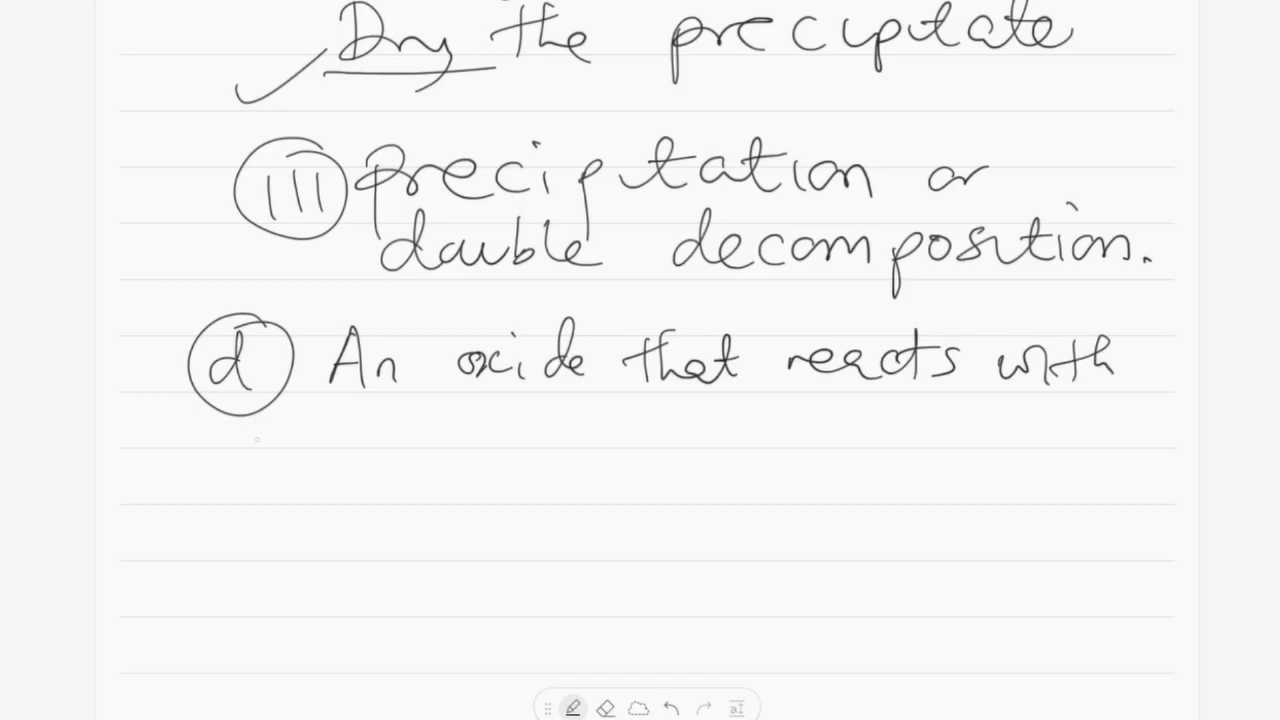 Dry the precipitate
(iii) precipitation or
double decomposition.
(d) An oxide that reacts with